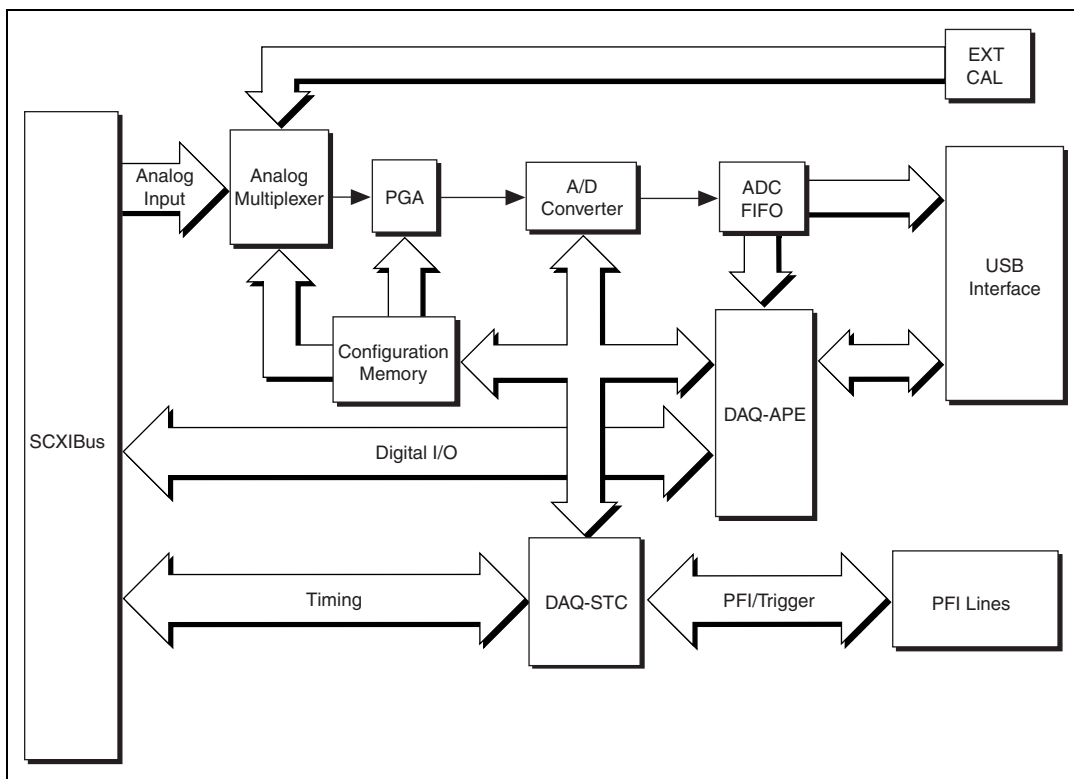 EXT
CAL
Analog
Input
Analog
Multiplexer
PGA
A/D
Converter
ADC
FIFO
USB
Interface
Configuration
Memory
DAQ-APE
SCXIBus
Digital I/O
Timing
DAQ-STC
PFI/Trigger
PFI Lines